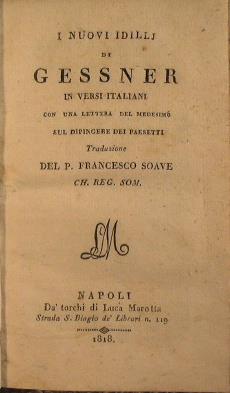 I NUOVI IDILLJ
DI
GESSNER
IN VERSI ITALIANI
CON UNA LETTERA DEL MEDESIMO
SUL DIPINGERE DEI PAESETTI
Traduzione
DEL P. FRANCESCO SOAVE
CH. REG. SOM.
LM
NAPOLI
Da' torchi di Luca Marotta
Strada S. Biagio de' Librari n. 119
1818.